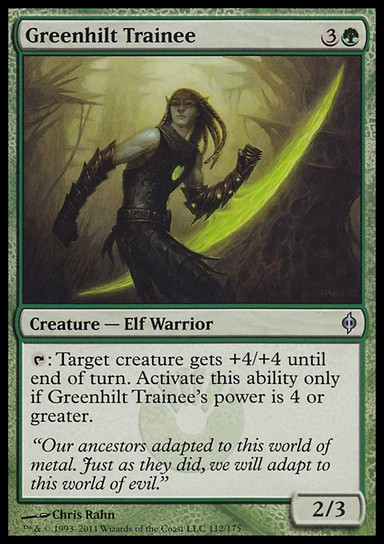 Greenhilt Trainee 3
Creature — Elf Warrior
: Target creature gets +4/+4 until
end of turn. Activate this ability only
if Greenhilt Trainee's power is 4 or
greater.
"Our ancestors adapted to this world of
metal. Just as they did, we will adapt to
this world of evil."
2/3
Chris Rahn
™ & © 1993–2011 Wizards of the Coast LLC 112/175